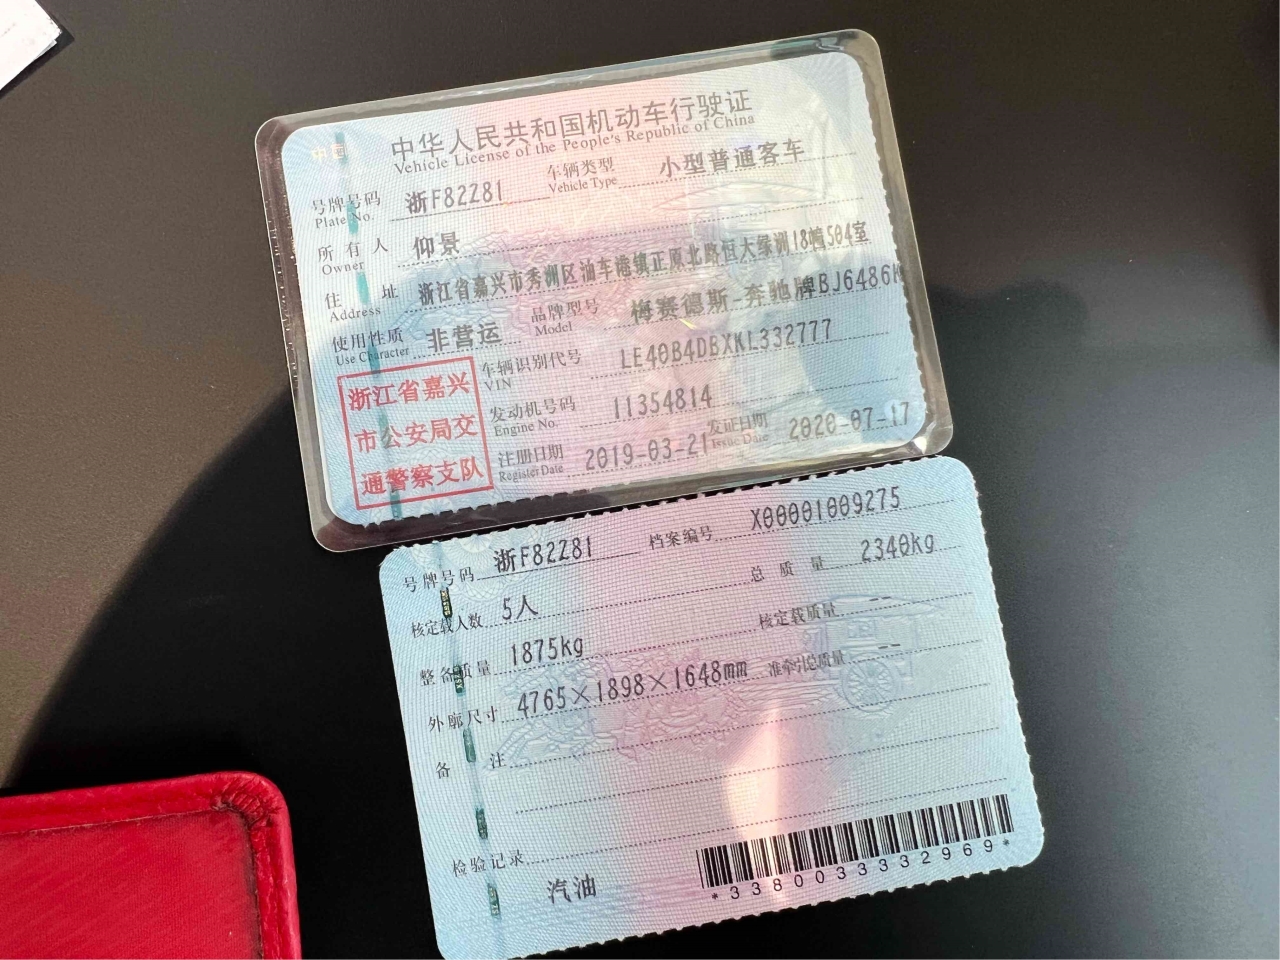 中国
中华人民共和国机动车行驶证
Vehicle License of the People's Republic of China
号牌号码 浙F82Z81 车辆类型 小型普通客车
Plate No. Vehicle Type
所有人 仰景
Owner
住址 浙江省嘉兴市秀洲区油车港镇正原北路恒大绿洲18幢504室
Address
使用性质 非营运 品牌型号 梅赛德斯-奔驰牌BJ6486K
Use Character Model
浙江省嘉兴
市公安局交
通警察支队
车辆识别代号 LE40B4DBXKL332777
VIN
发动机号码 11354814
Engine No.
注册日期 2019-03-21 发证日期 2020-07-17
Register Date Issue Date
号牌号码 浙F82Z81 档案编号 X00001009275
核定载人数 5人 总质量 2340kg
整备质量 1875kg 核定载质量 --
外廓尺寸 4765×1898×1648mm 准牵引总质量 --
备注
检验记录
汽油
*3380033332969*